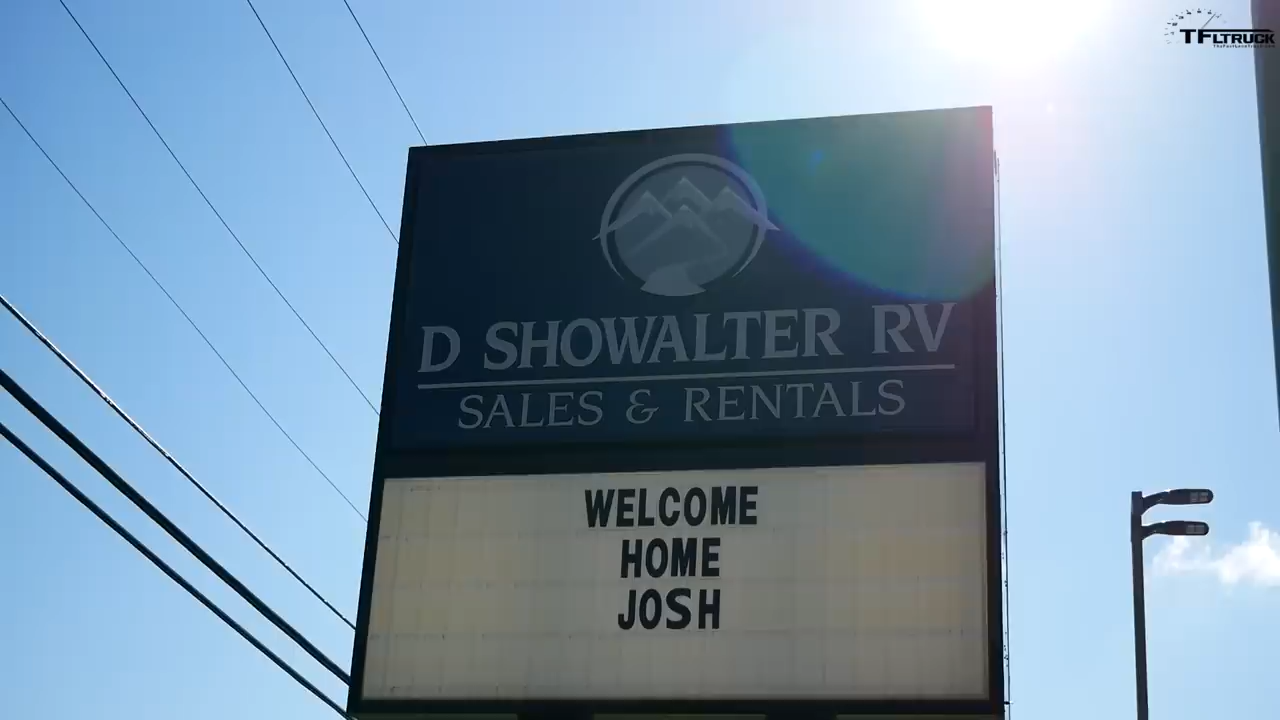 TFLTRUCK
D SHOWALTER RV
SALES & RENTALS
WELCOME
HOME
JOSH